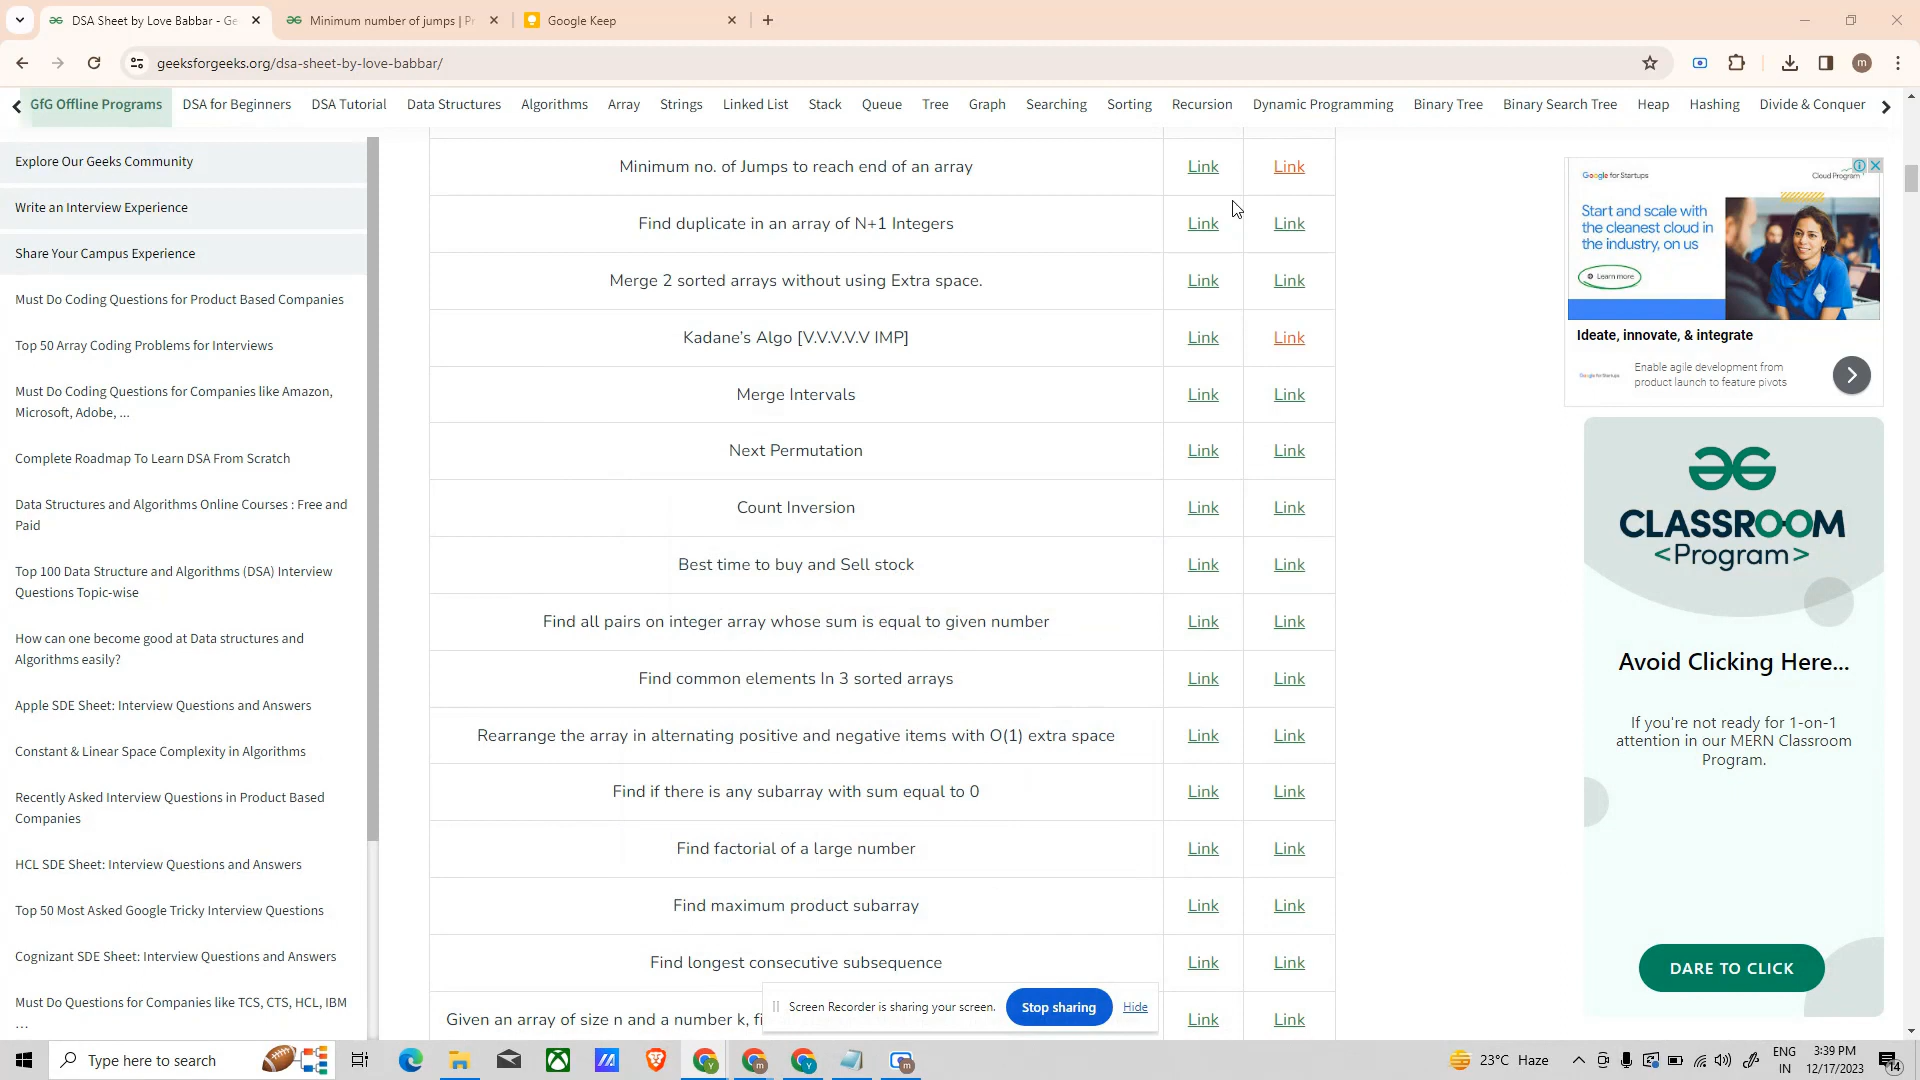 DSA Sheet by Love Babbar - Ge
Minimum number of jumps | Pr
Google Keep
geeksforgeeks.org/dsa-sheet-by-love-babbar/
m
GfG Offline Programs DSA for Beginners DSA Tutorial Data Structures Algorithms Array Strings Linked List Stack Queue Tree Graph Searching Sorting Recursion Dynamic Programming Binary Tree Binary Search Tree Heap Hashing Divide & Conquer
Explore Our Geeks Community
Write an Interview Experience
Share Your Campus Experience
Must Do Coding Questions for Product Based Companies
Top 50 Array Coding Problems for Interviews
Must Do Coding Questions for Companies like Amazon,
Microsoft, Adobe, ...
Complete Roadmap To Learn DSA From Scratch
Data Structures and Algorithms Online Courses : Free and
Paid
Top 100 Data Structure and Algorithms (DSA) Interview
Questions Topic-wise
How can one become good at Data structures and
Algorithms easily?
Apple SDE Sheet: Interview Questions and Answers
Constant & Linear Space Complexity in Algorithms
Recently Asked Interview Questions in Product Based
Companies
HCL SDE Sheet: Interview Questions and Answers
Top 50 Most Asked Google Tricky Interview Questions
Cognizant SDE Sheet: Interview Questions and Answers
Must Do Questions for Companies like TCS, CTS, HCL, IBM
...
Minimum no. of Jumps to reach end of an array Link Link
Find duplicate in an array of N+1 Integers Link Link
Merge 2 sorted arrays without using Extra space. Link Link
Kadane’s Algo [V.V.V.V.V IMP] Link Link
Merge Intervals Link Link
Next Permutation Link Link
Count Inversion Link Link
Best time to buy and Sell stock Link Link
Find all pairs on integer array whose sum is equal to given number Link Link
Find common elements In 3 sorted arrays Link Link
Rearrange the array in alternating positive and negative items with O(1) extra space Link Link
Find if there is any subarray with sum equal to 0 Link Link
Find factorial of a large number Link Link
Find maximum product subarray Link Link
Find longest consecutive subsequence Link Link
Given an array of size n and a number k, fi Link Link
Screen Recorder is sharing your screen. Stop sharing Hide
Google for Startups Cloud Program
Start and scale with
the cleanest cloud in
the industry, on us
Learn more
Ideate, innovate, & integrate
Google for Startups
Enable agile development from
product launch to feature pivots
CLASSROOM
<Program>
Avoid Clicking Here...
If you're not ready for 1-on-1
attention in our MERN Classroom
Program.
DARE TO CLICK
Type here to search
23°C Haze
ENG
IN
3:39 PM
12/17/2023
14